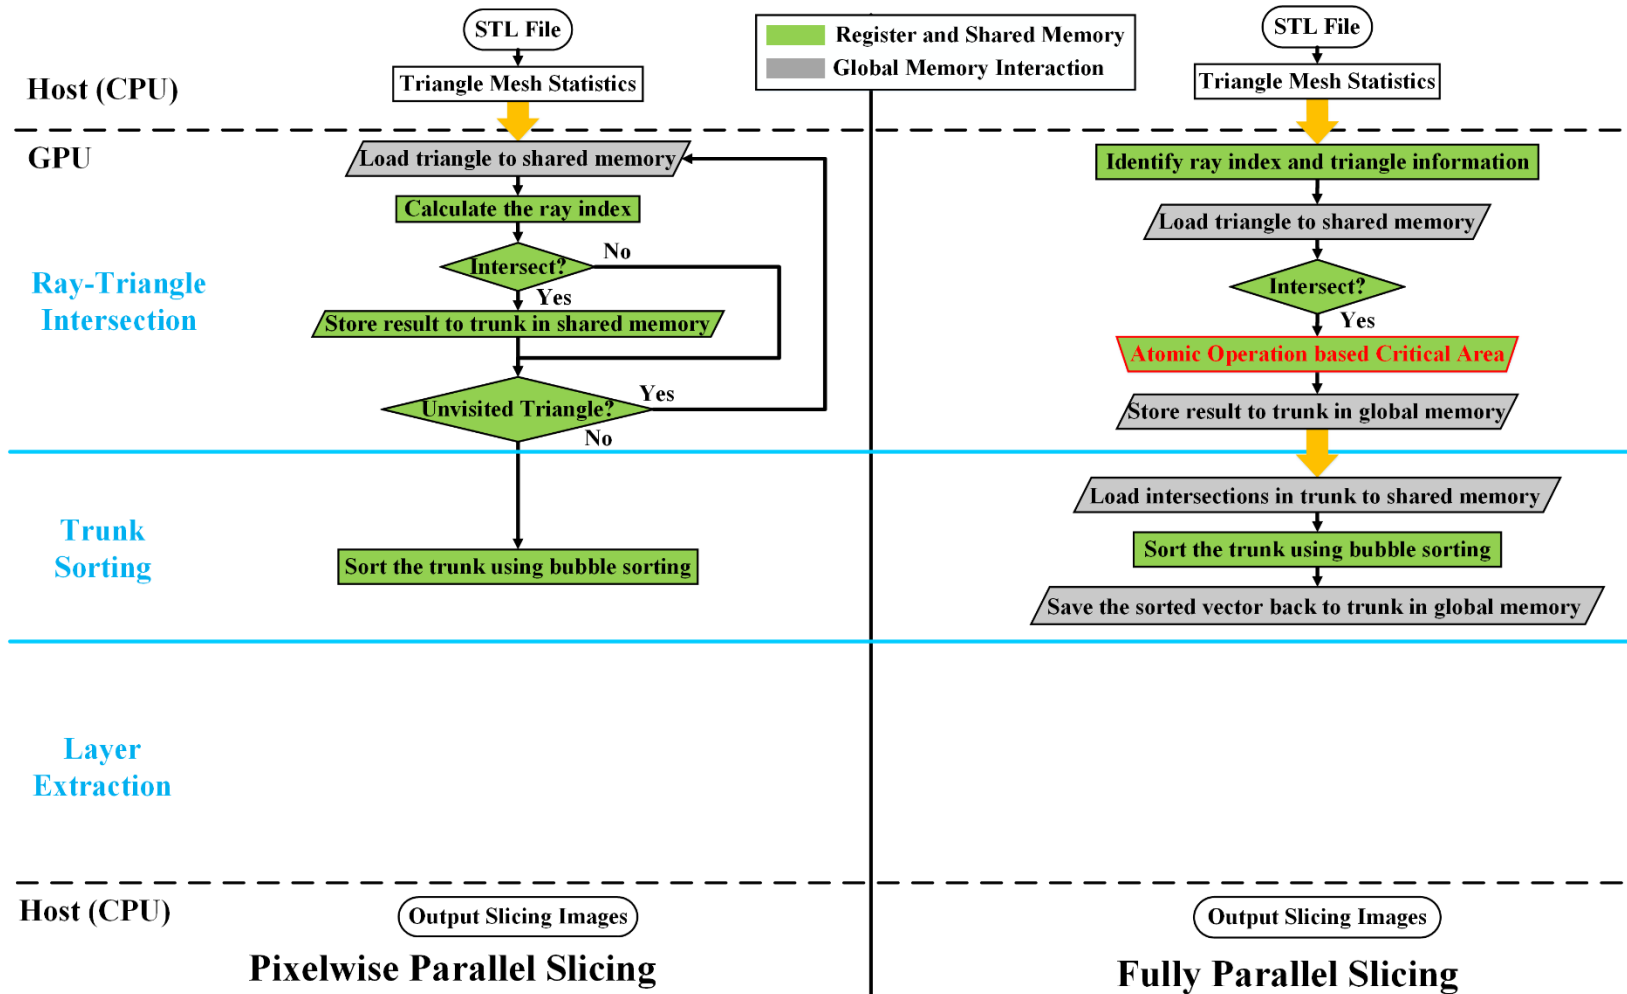 STL File
Triangle Mesh Statistics
Register and Shared Memory
Global Memory Interaction
STL File
Triangle Mesh Statistics
Host (CPU)
GPU
Ray-Triangle
Intersection
Load triangle to shared memory
Calculate the ray index
Intersect?
No
Yes
Store result to trunk in shared memory
Unvisited Triangle?
Yes
No
Identify ray index and triangle information
Load triangle to shared memory
Intersect?
Yes
Atomic Operation based Critical Area
Store result to trunk in global memory
Trunk
Sorting
Sort the trunk using bubble sorting
Load intersections in trunk to shared memory
Sort the trunk using bubble sorting
Save the sorted vector back to trunk in global memory
Layer
Extraction
Host (CPU)
Output Slicing Images
Output Slicing Images
Pixelwise Parallel Slicing
Fully Parallel Slicing